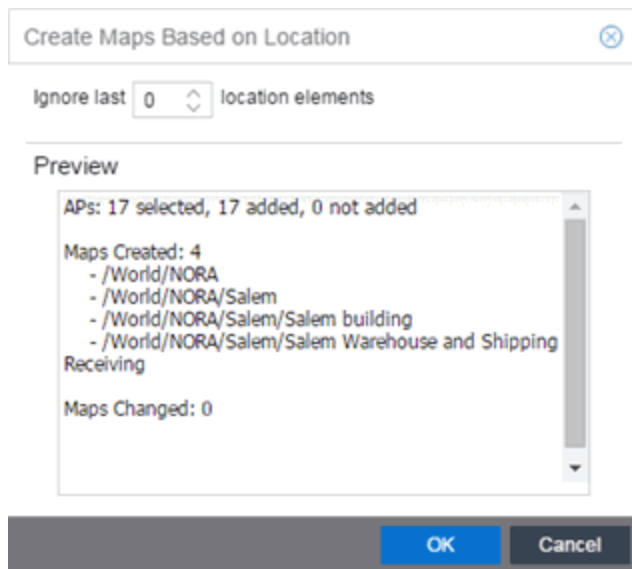 Create Maps Based on Location
Ignore last 0 location elements
Preview
APs: 17 selected, 17 added, 0 not added
Maps Created: 4
- /World/NORA
- /World/NORA/Salem
- /World/NORA/Salem/Salem building
- /World/NORA/Salem/Salem Warehouse and Shipping
Receiving
Maps Changed: 0
OK Cancel